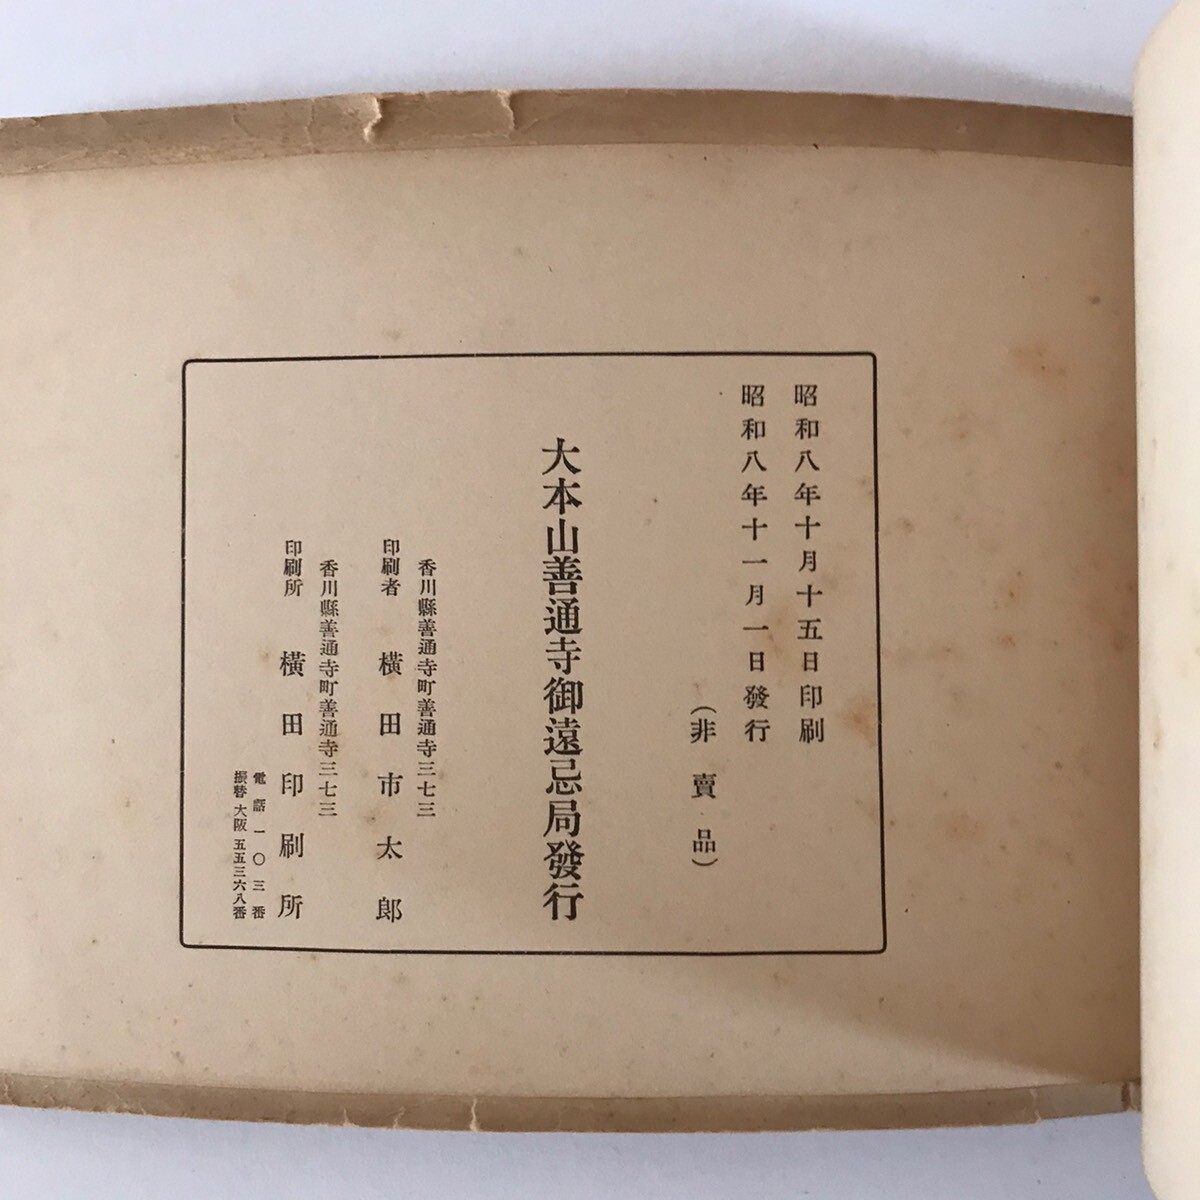 昭和八年十月十五日印刷
昭和八年十一月一日發行
（非賣品）
大本山善通寺御遠忌局發行
香川縣善通寺町善通寺三七三
印刷者 横田市太郎
香川縣善通寺町善通寺三七三
印刷所 横田印刷所
電話一〇三番
振替大阪五五三六八番